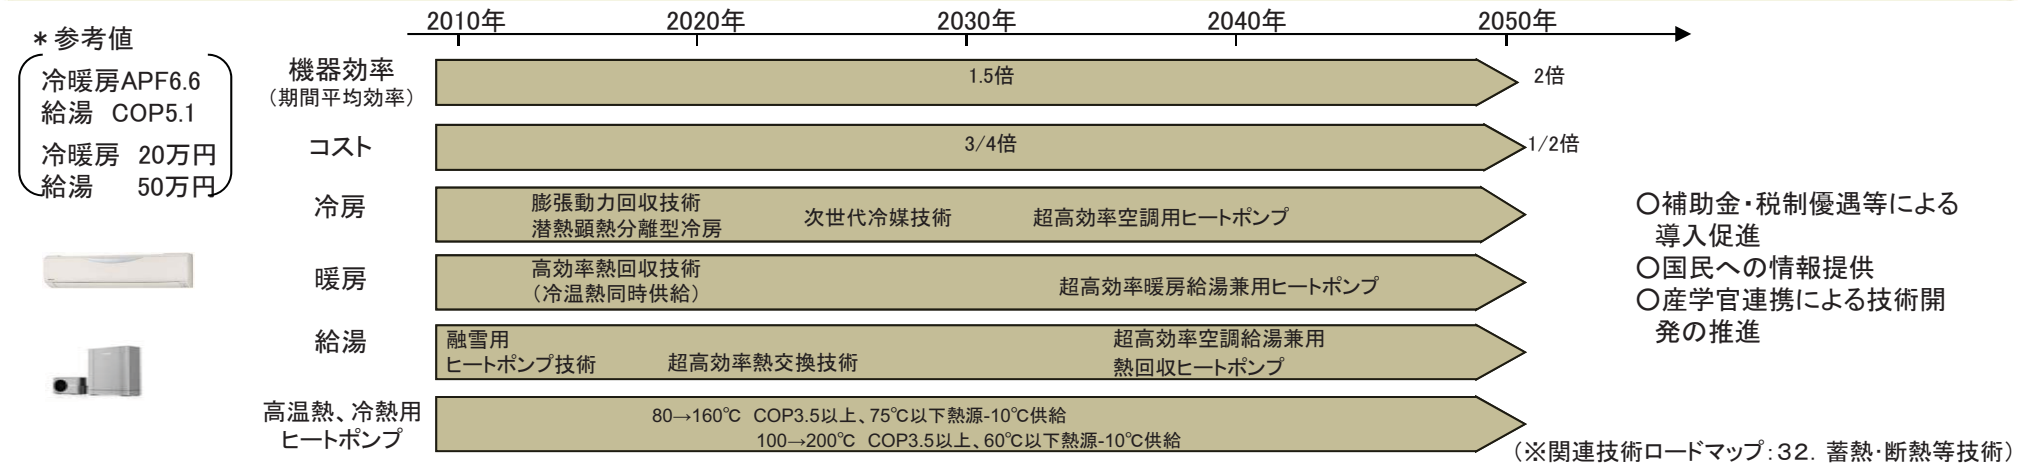 2010年 2020年 2030年 2040年 2050年
*参考値
冷暖房APF6.6
給湯 COP5.1
冷暖房 20万円
給湯 50万円
機器効率
（期間平均効率）
1.5倍
2倍
コスト
3/4倍
1/2倍
冷房
膨張動力回収技術
潜熱顕熱分離型冷房
次世代冷媒技術
超高効率空調用ヒートポンプ
暖房
高効率熱回収技術
（冷温熱同時供給）
超高効率暖房給湯兼用ヒートポンプ
給湯
融雪用
ヒートポンプ技術
超高効率熱交換技術
超高効率空調給湯兼用
熱回収ヒートポンプ
高温熱、冷熱用
ヒートポンプ
80→160℃ COP3.5以上、75℃以下熱源-10℃供給
100→200℃ COP3.5以上、60℃以下熱源-10℃供給
○補助金・税制優遇等による
導入促進
○国民への情報提供
○産学官連携による技術開
発の推進
（※関連技術ロードマップ：３２．蓄熱・断熱等技術）